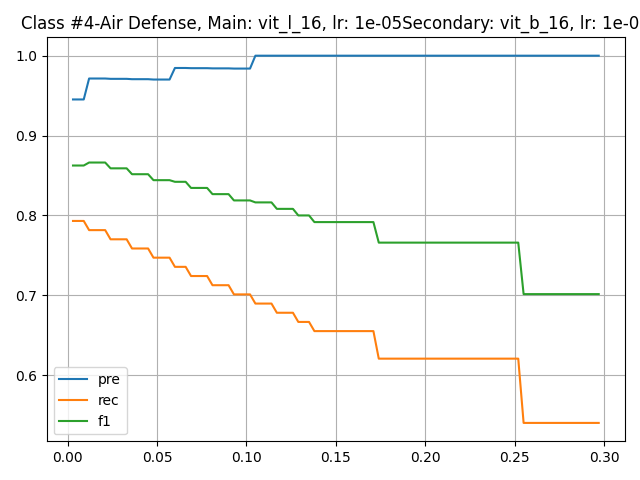 Class #4-Air Defense, Main: vit_l_16, lr: 1e-05Secondary: vit_b_16, lr: 1e-0
1.0
0.9
0.8
0.7
0.6
pre
rec
f1
0.00 0.05 0.10 0.15 0.20 0.25 0.30